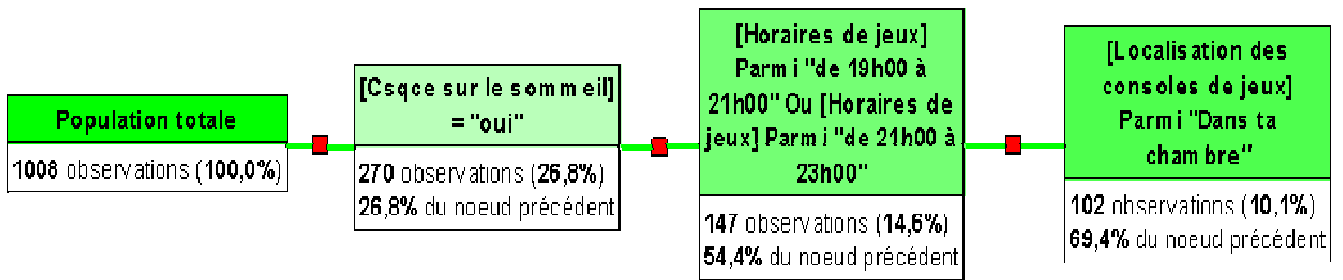 Population totale
1008 observations (100,0%)
[Csqce sur le sommeil]
= "oui"
270 observations (26,8%)
26,8% du noeud précédent
[Horaires de jeux]
Parmi "de 19h00 à
21h00" Ou [Horaires de
jeux] Parmi "de 21h00 à
23h00"
147 observations (14,6%)
54,4% du noeud précédent
[Localisation des
consoles de jeux]
Parmi "Dans ta
chambre"
102 observations (10,1%)
69,4% du noeud précédent